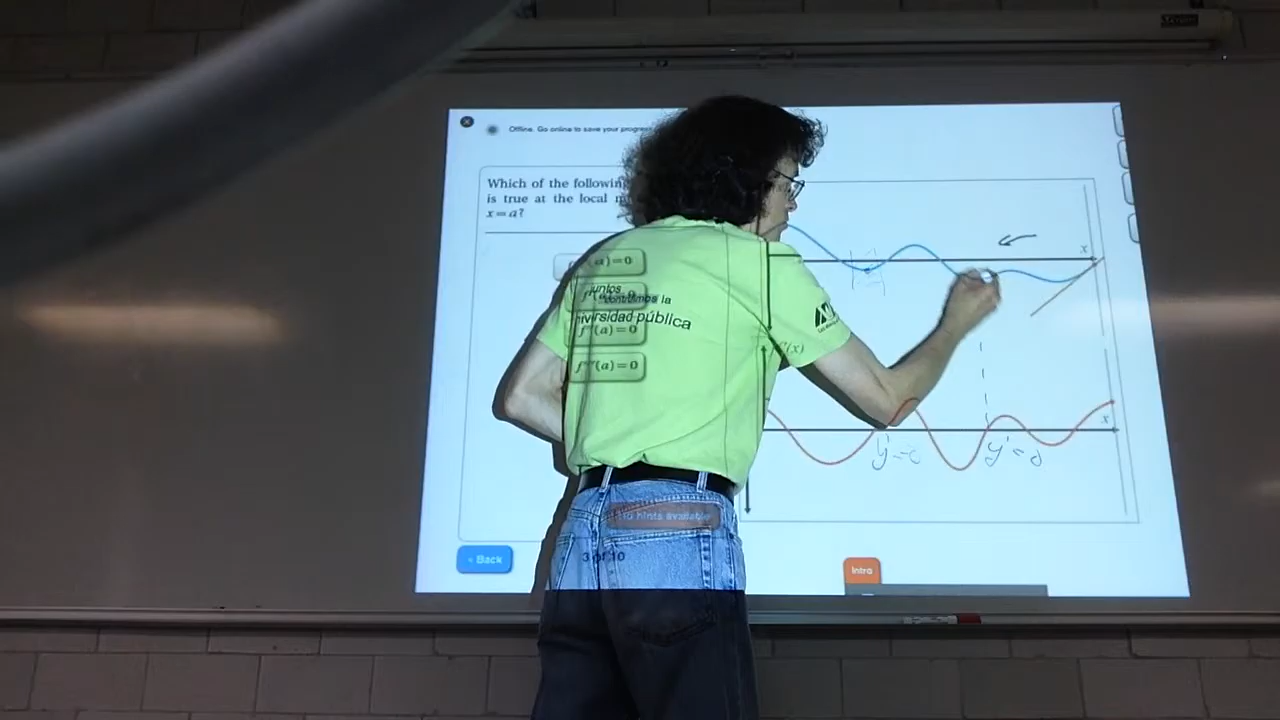 Offline. Go online to save your progress
Which of the following
is true at the local
x=a?
(a)=0
juntos
construimos la
universidad pública
f''(a)=0
f'''(a)=0
(x)
x
x
y'=0
y'=0
No hints available
3 of 10
Back
Intro